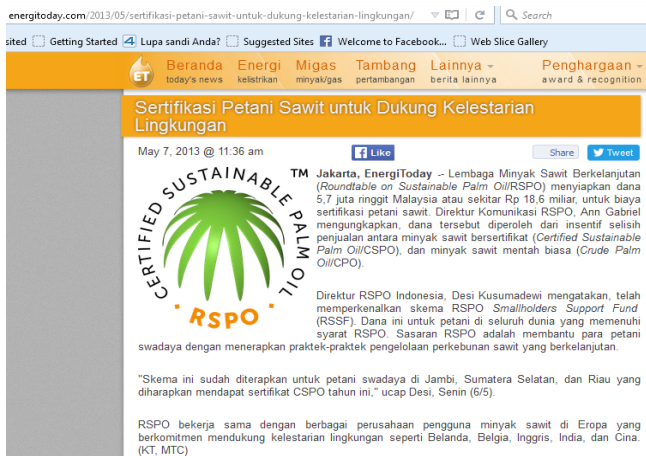 energitoday.com/2013/05/sertifikasi-petani-sawit-untuk-dukung-kelestarian-lingkungan/
Search
sited Getting Started Lupa sandi Anda? Suggested Sites Welcome to Facebook... Web Slice Gallery
ET
Beranda Energi Migas Tambang Lainnya Penghargaan
today's news kelistrikan minyak/gas pertambangan berita lainnya award & recognition
Sertifikasi Petani Sawit untuk Dukung Kelestarian
Lingkungan
May 7, 2013 @ 11:36 am
Like
Share
Tweet
CERTIFIED SUSTAINABLE PALM OIL
TM
RSPO
Jakarta, EnergiToday -- Lembaga Minyak Sawit Berkelanjutan
(Roundtable on Sustainable Palm Oil/RSPO) menyiapkan dana
5,7 juta ringgit Malaysia atau sekitar Rp 18,6 miliar, untuk biaya
sertifikasi petani sawit. Direktur Komunikasi RSPO, Ann Gabriel
mengungkapkan, dana tersebut diperoleh dari insentif selisih
penjualan antara minyak sawit bersertifikat (Certified Sustainable
Palm Oil/CSPO), dan minyak sawit mentah biasa (Crude Palm
Oil/CPO).
Direktur RSPO Indonesia, Desi Kusumadewi mengatakan, telah
memperkenalkan skema RSPO Smallholders Support Fund
(RSSF). Dana ini untuk petani di seluruh dunia yang memenuhi
syarat RSPO. Sasaran RSPO adalah membantu para petani
swadaya dengan menerapkan praktek-praktek pengelolaan perkebunan sawit yang berkelanjutan.
"Skema ini sudah diterapkan untuk petani swadaya di Jambi, Sumatera Selatan, dan Riau yang
diharapkan mendapat sertifikat CSPO tahun ini," ucap Desi, Senin (6/5).
RSPO bekerja sama dengan berbagai perusahaan pengguna minyak sawit di Eropa yang
berkomitmen mendukung kelestarian lingkungan seperti Belanda, Belgia, Inggris, India, dan Cina.
(KT, MTC)